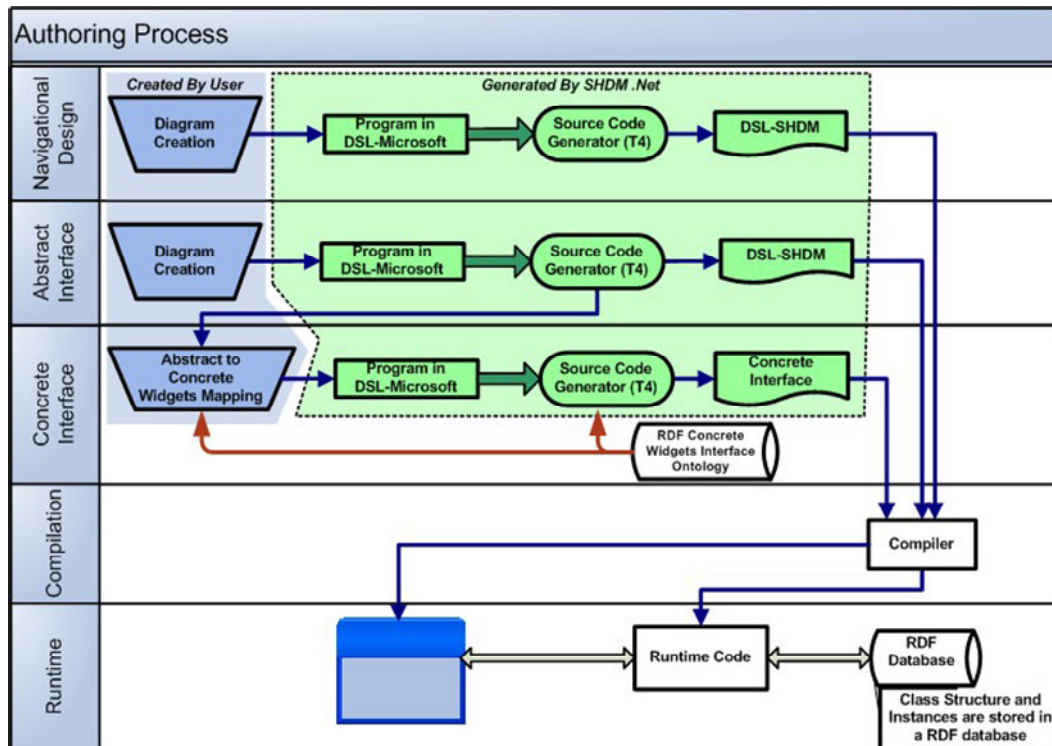 Authoring Process
Created By User
Generated By SHDM .Net
Navigational
Design
Diagram
Creation
Program in
DSL-Microsoft
Source Code
Generator (T4)
DSL-SHDM
Abstract
Interface
Diagram
Creation
Program in
DSL-Microsoft
Source Code
Generator (T4)
DSL-SHDM
Concrete
Interface
Abstract to
Concrete
Widgets Mapping
Program in
DSL-Microsoft
Source Code
Generator (T4)
Concrete
Interface
RDF Concrete
Widgets Interface
Ontology
Compilation
Compiler
Runtime
Runtime Code
RDF
Database
Class Structure and
Instances are stored in
a RDF database